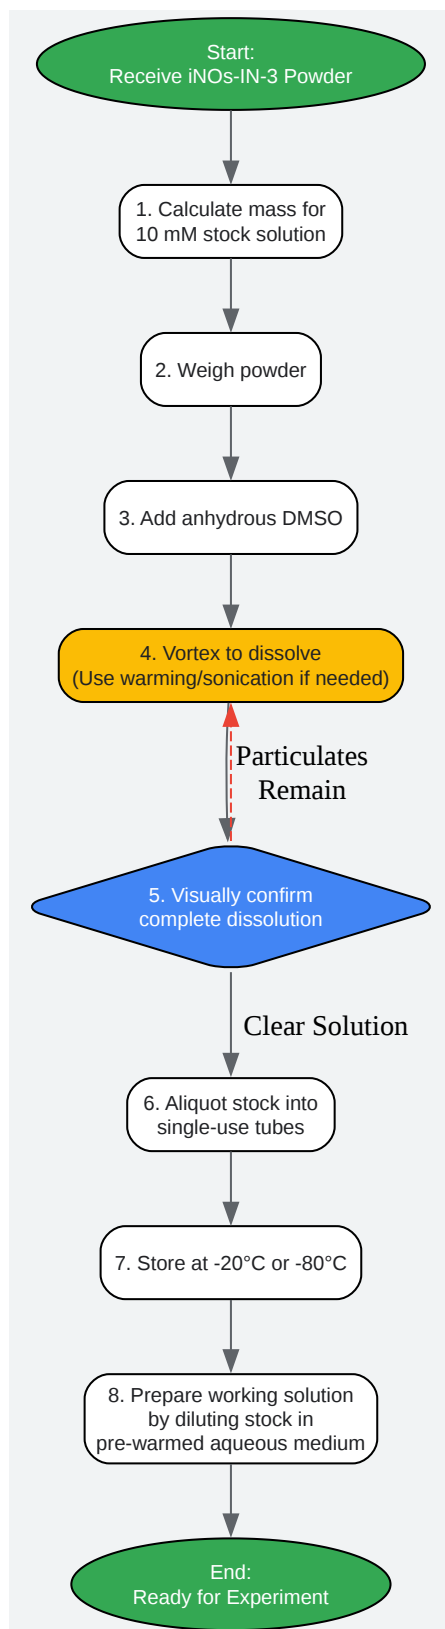 Start:
Receive iNOs-IN-3 Powder
1. Calculate mass for
10 mM stock solution
2. Weigh powder
3. Add anhydrous DMSO
4. Vortex to dissolve
(Use warming/sonication if needed)
Particulates
Remain
5. Visually confirm
complete dissolution
Clear Solution
6. Aliquot stock into
single-use tubes
7. Store at -20°C or -80°C
8. Prepare working solution
by diluting stock in
pre-warmed aqueous medium
End:
Ready for Experiment